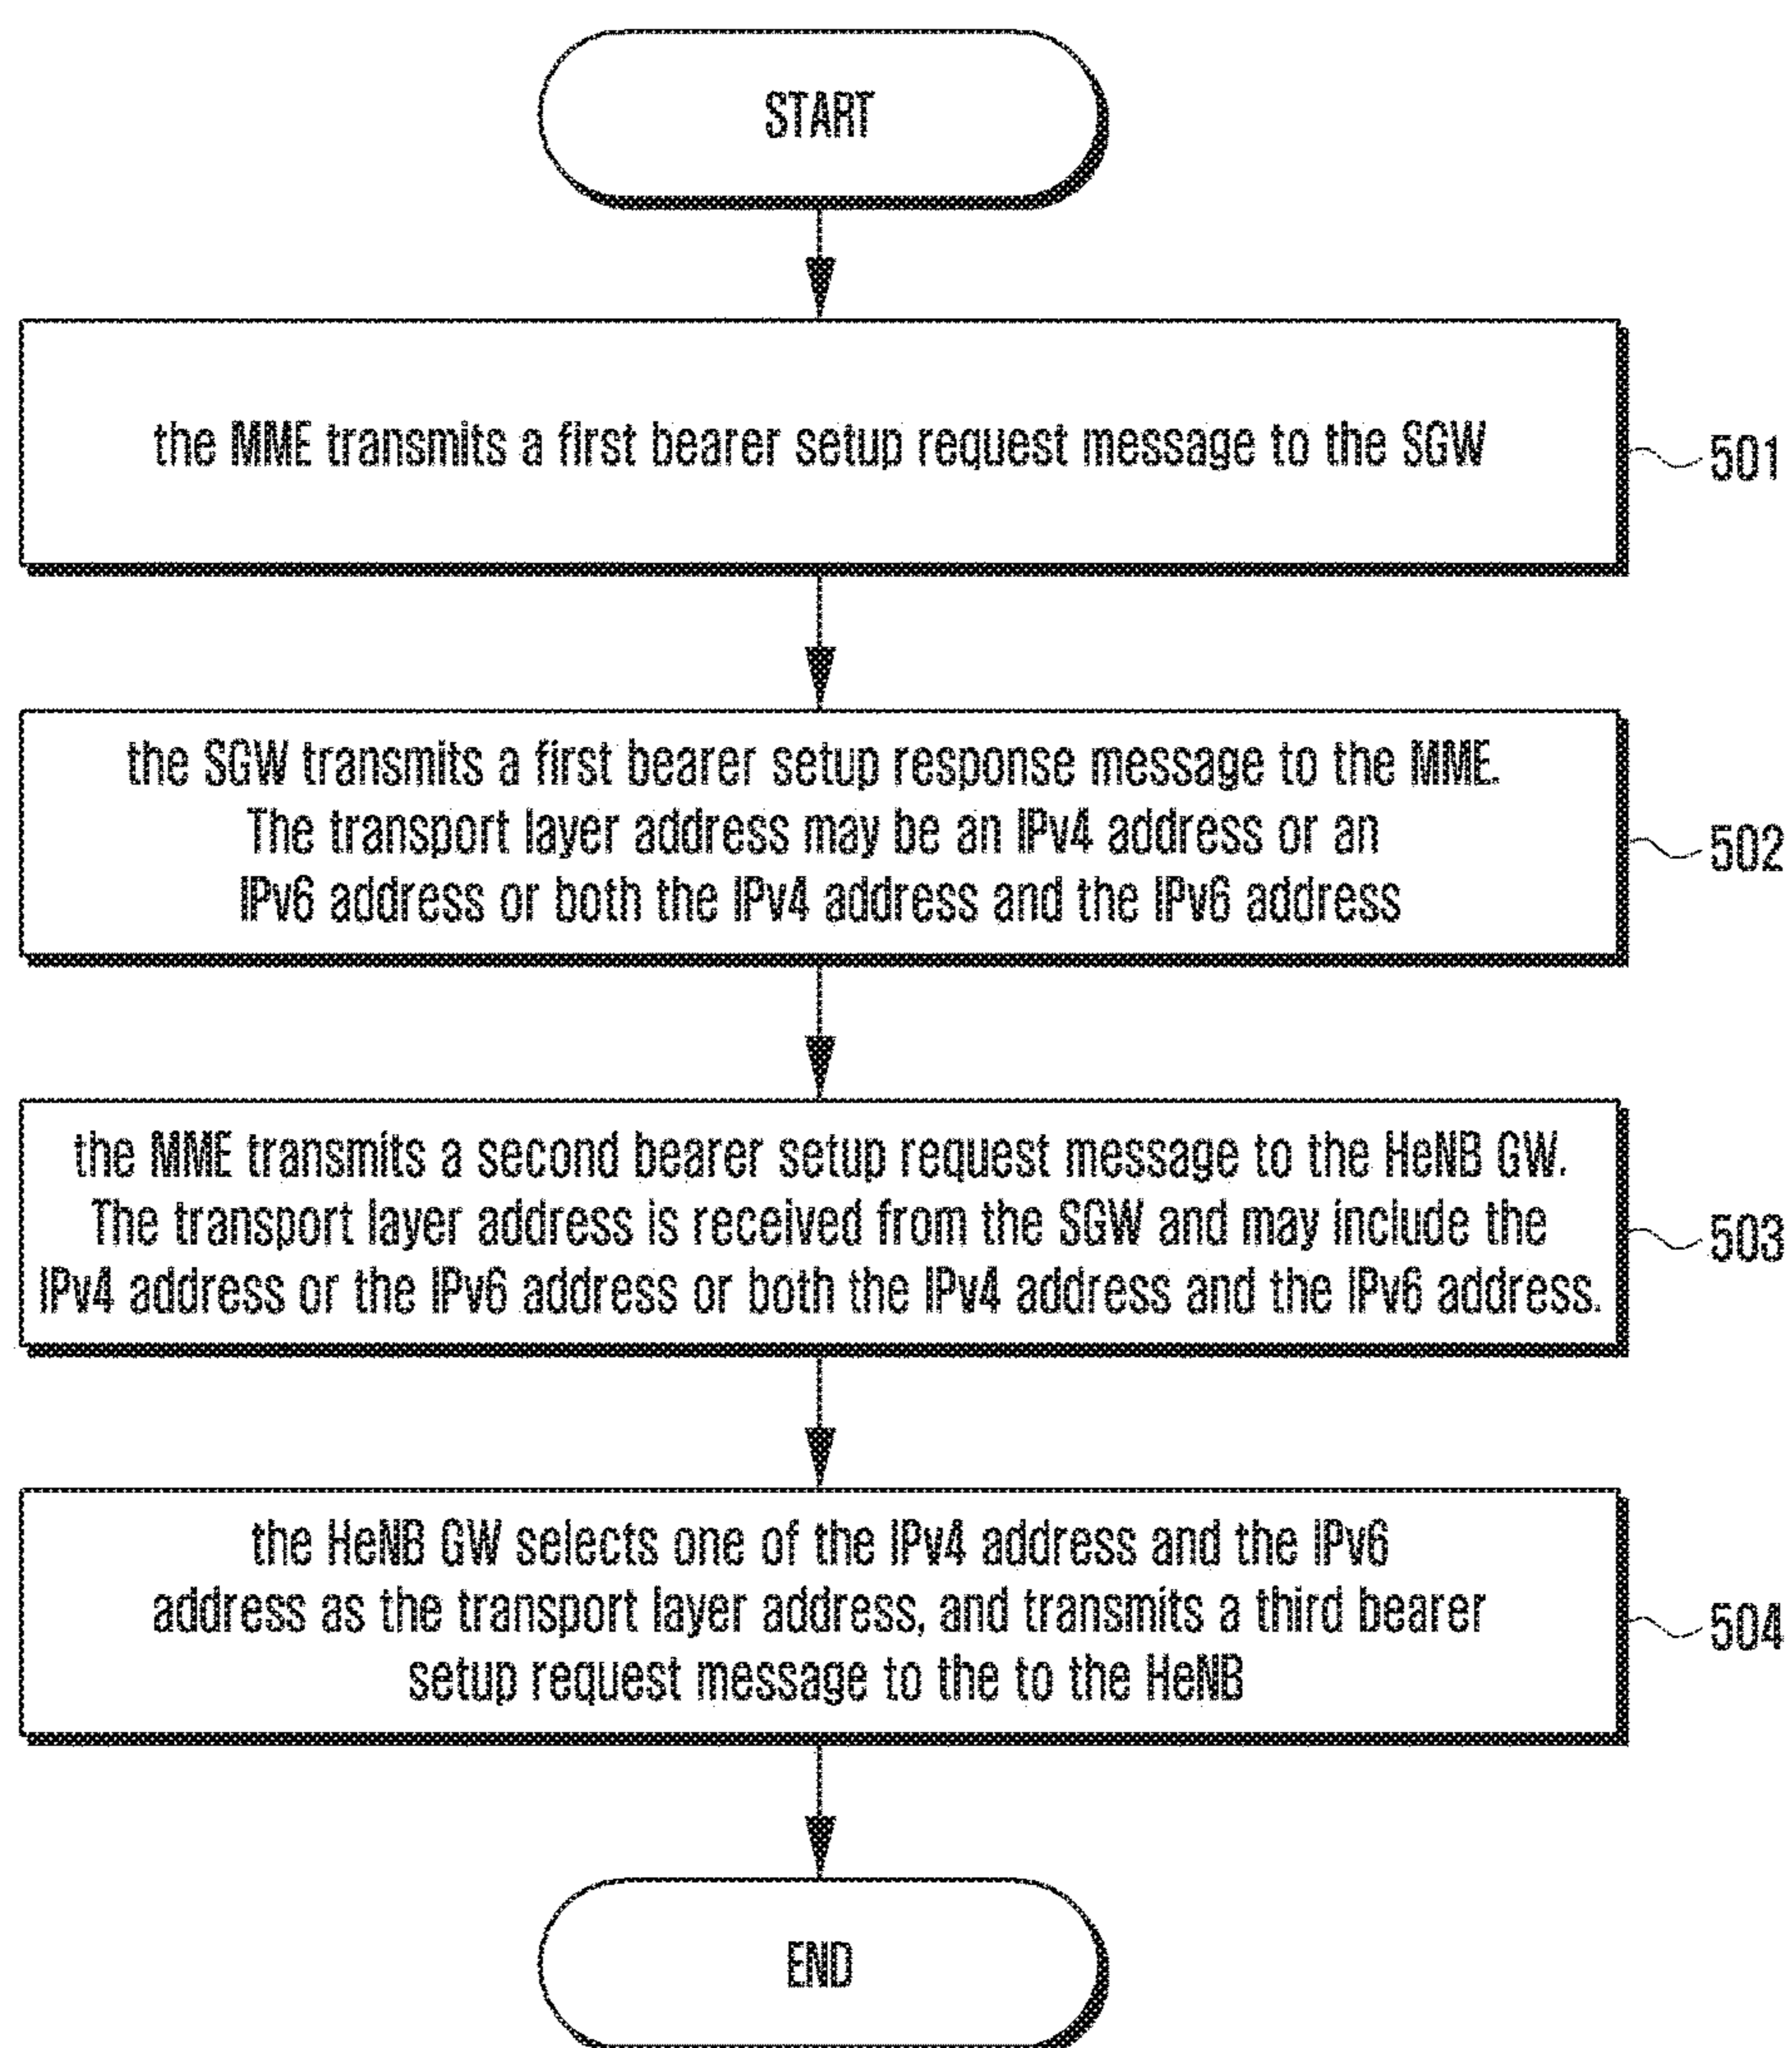 START
the MME transmits a first bearer setup request message to the SGW
501
the SGW transmits a first bearer setup response message to the MME.
The transport layer address may be an IPv4 address or an
IPv6 address or both the IPv4 address and the IPv6 address
502
the MME transmits a second bearer setup request message to the HeNB GW.
The transport layer address is received from the SGW and may include the
IPv4 address or the IPv6 address or both the IPv4 address and the IPv6 address.
503
the HeNB GW selects one of the IPv4 address and the IPv6
address as the transport layer address, and transmits a third bearer
setup request message to the to the HeNB
504
END